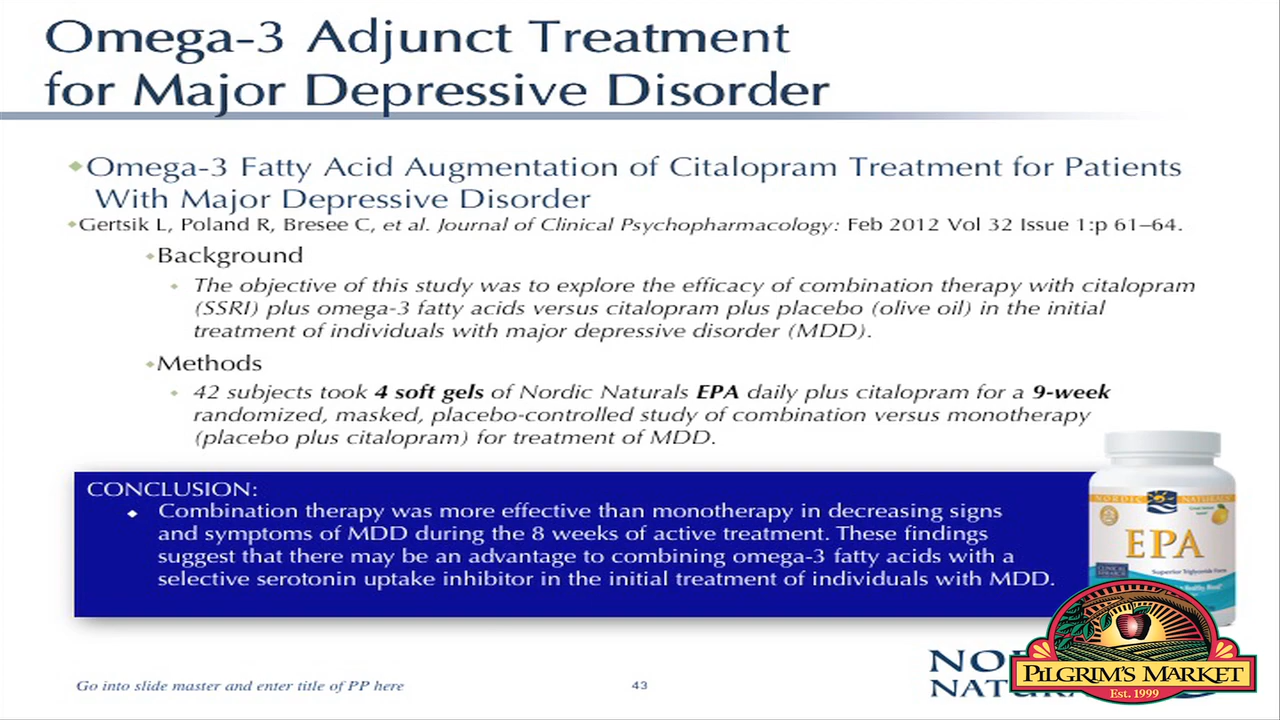 Omega-3 Adjunct Treatment
for Major Depressive Disorder
Omega-3 Fatty Acid Augmentation of Citalopram Treatment for Patients
With Major Depressive Disorder
Gertsik L, Poland R, Bresee C, et al. Journal of Clinical Psychopharmacology: Feb 2012 Vol 32 Issue 1:p 61–64.
Background
The objective of this study was to explore the efficacy of combination therapy with citalopram
(SSRI) plus omega-3 fatty acids versus citalopram plus placebo (olive oil) in the initial
treatment of individuals with major depressive disorder (MDD).
Methods
42 subjects took 4 soft gels of Nordic Naturals EPA daily plus citalopram for a 9-week
randomized, masked, placebo-controlled study of combination versus monotherapy
(placebo plus citalopram) for treatment of MDD.
CONCLUSION:
Combination therapy was more effective than monotherapy in decreasing signs
and symptoms of MDD during the 8 weeks of active treatment. These findings
suggest that there may be an advantage to combining omega-3 fatty acids with a
selective serotonin uptake inhibitor in the initial treatment of individuals with MDD.
NORDIC NATURALS
EPA
Superior Triglyceride Form
Go into slide master and enter title of PP here
43
PILGRIM'S MARKET
Est. 1999